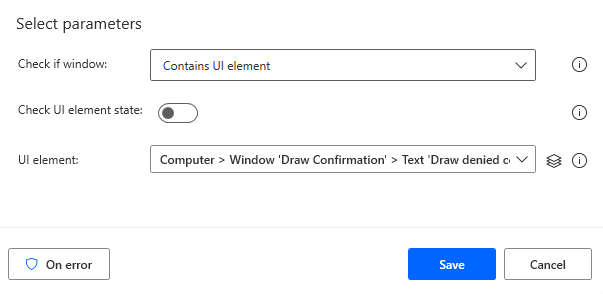 Select parameters
Check if window:
Contains UI element
Check UI element state:
UI element:
Computer > Window 'Draw Confirmation' > Text 'Draw denied
On error
Save
Cancel